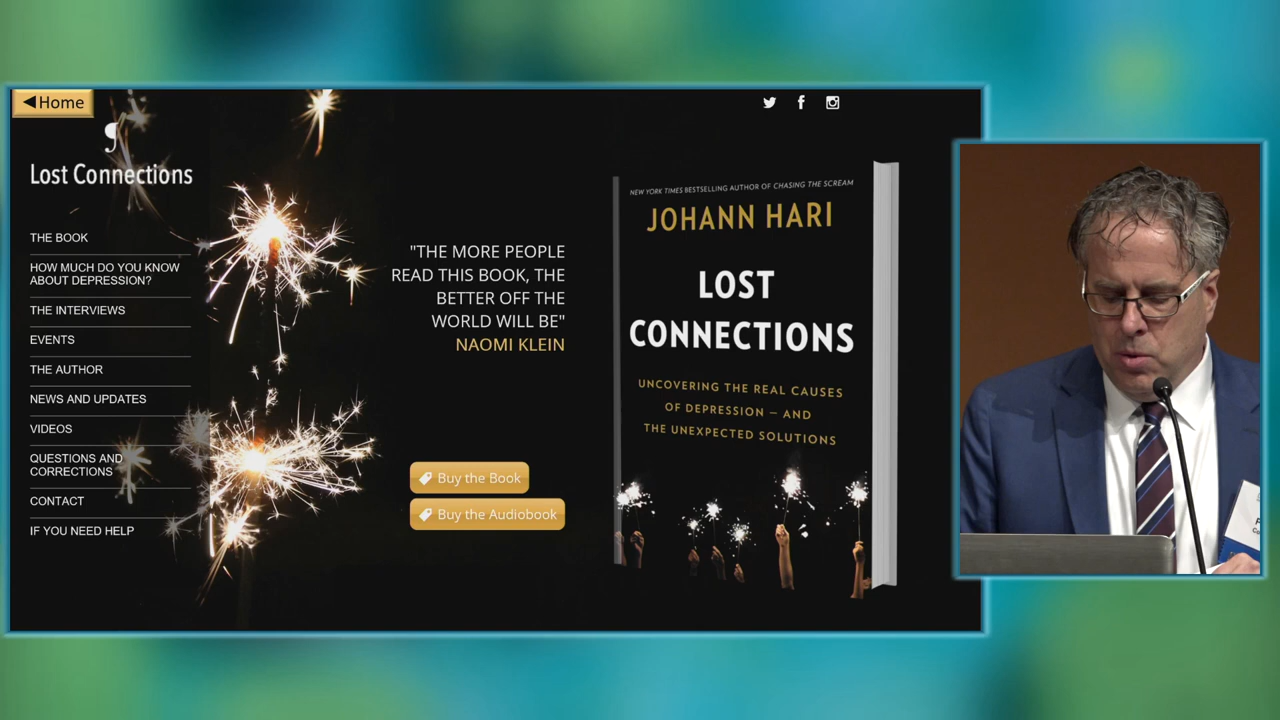 ◀Home
Lost Connections
THE BOOK
HOW MUCH DO YOU KNOW
ABOUT DEPRESSION?
THE INTERVIEWS
EVENTS
THE AUTHOR
NEWS AND UPDATES
VIDEOS
QUESTIONS AND
CORRECTIONS
CONTACT
IF YOU NEED HELP
"THE MORE PEOPLE
READ THIS BOOK, THE
BETTER OFF THE
WORLD WILL BE"
NAOMI KLEIN
Buy the Book
Buy the Audiobook
NEW YORK TIMES BESTSELLING AUTHOR OF CHASING THE SCREAM
JOHANN HARI
LOST
CONNECTIONS
UNCOVERING THE REAL CAUSES
OF DEPRESSION – AND
THE UNEXPECTED SOLUTIONS